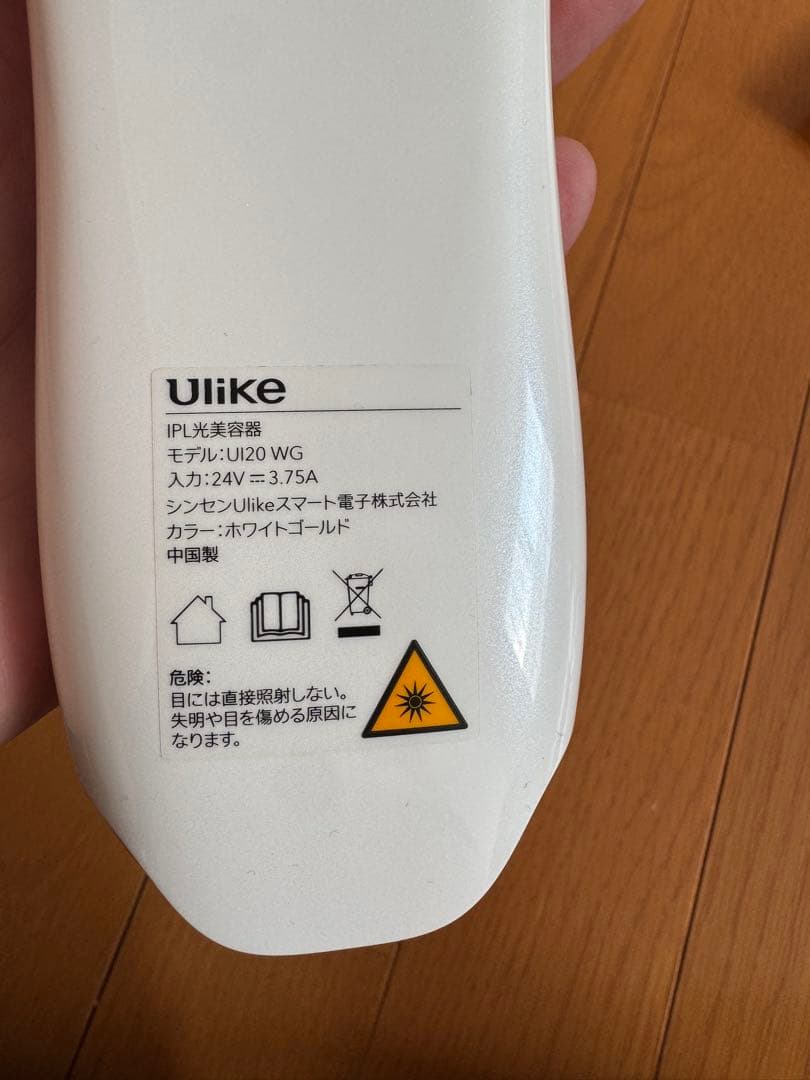 Ulike
IPL光美容器
モデル:UI20 WG
入力:24V⎓3.75A
シンセンUlikeスマート電子株式会社
カラー:ホワイトゴールド
中国製
危険:
目には直接照射しない。
失明や目を傷める原因に
なります。